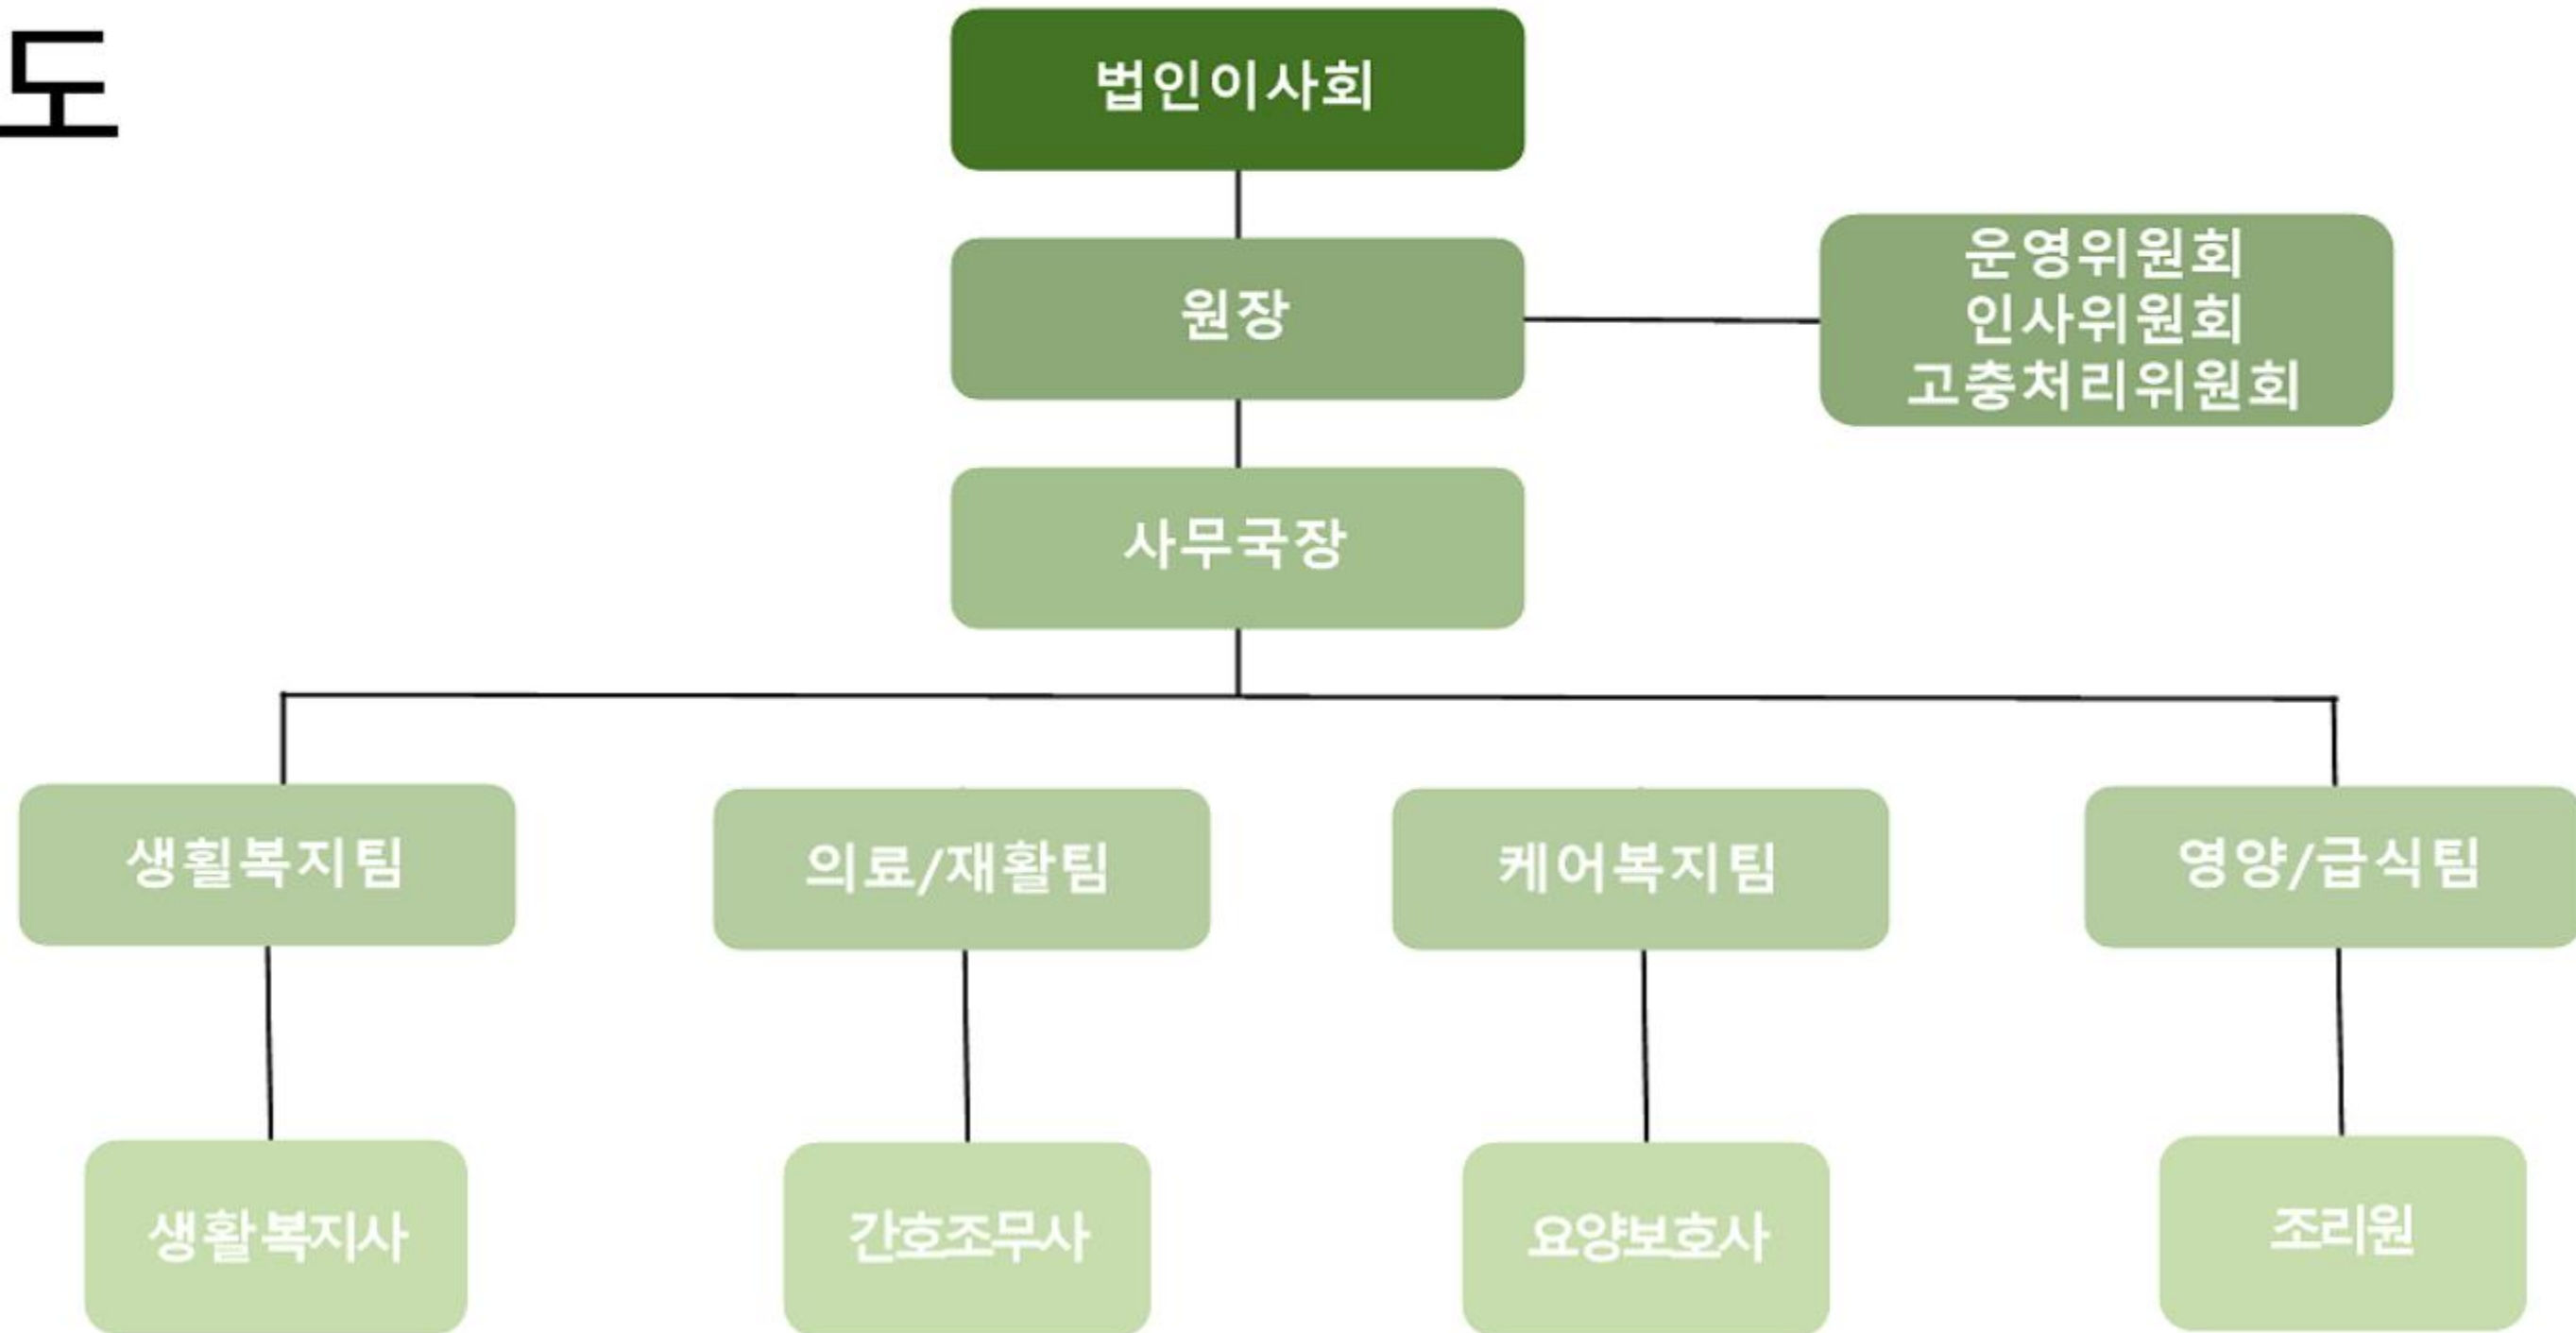 도
법인이사회
원장
운영위원회
인사위원회
고충처리위원회
사무국장
생횔복지팀
의료/재활팀
케어복지팀
영양/급식팀
생활복지사
간호조무사
요양보호사
조리원